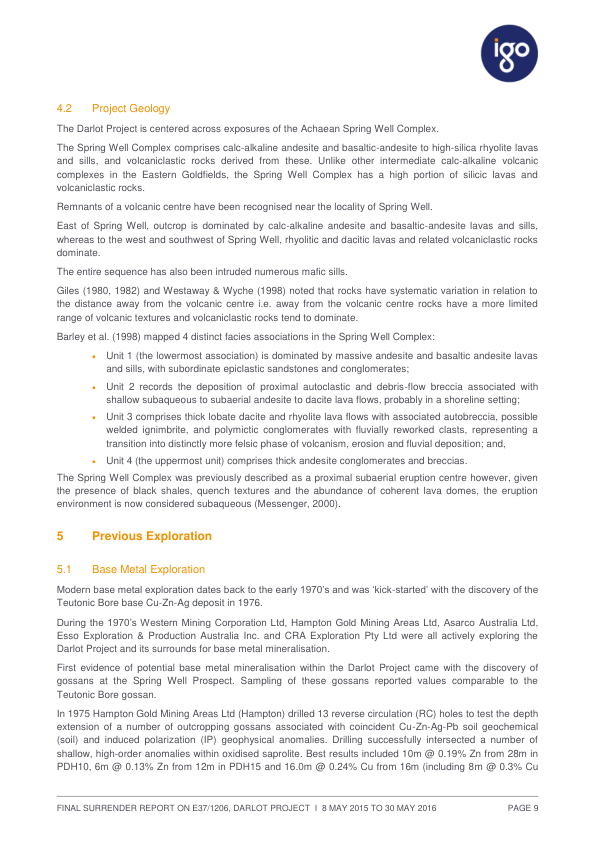 igo
4.2 Project Geology
The Darlot Project is centered across exposures of the Achaean Spring Well Complex.
The Spring Well Complex comprises calc-alkaline andesite and basaltic-andesite to high-silica rhyolite lavas
and sills, and volcaniclastic rocks derived from these. Unlike other intermediate calc-alkaline volcanic
complexes in the Eastern Goldfields, the Spring Well Complex has a high portion of silicic lavas and
volcaniclastic rocks.
Remnants of a volcanic centre have been recognised near the locality of Spring Well.
East of Spring Well, outcrop is dominated by calc-alkaline andesite and basaltic-andesite lavas and sills,
whereas to the west and southwest of Spring Well, rhyolitic and dacitic lavas and related volcaniclastic rocks
dominate.
The entire sequence has also been intruded numerous mafic sills.
Giles (1980, 1982) and Westaway & Wyche (1998) noted that rocks have systematic variation in relation to
the distance away from the volcanic centre i.e. away from the volcanic centre rocks have a more limited
range of volcanic textures and volcaniclastic rocks tend to dominate.
Barley et al. (1998) mapped 4 distinct facies associations in the Spring Well Complex:
• Unit 1 (the lowermost association) is dominated by massive andesite and basaltic andesite lavas
and sills, with subordinate epiclastic sandstones and conglomerates;
• Unit 2 records the deposition of proximal autoclastic and debris-flow breccia associated with
shallow subaqueous to subaerial andesite to dacite lava flows, probably in a shoreline setting;
• Unit 3 comprises thick lobate dacite and rhyolite lava flows with associated autobreccia, possible
welded ignimbrite, and polymictic conglomerates with fluvially reworked clasts, representing a
transition into distinctly more felsic phase of volcanism, erosion and fluvial deposition; and,
• Unit 4 (the uppermost unit) comprises thick andesite conglomerates and breccias.
The Spring Well Complex was previously described as a proximal subaerial eruption centre however, given
the presence of black shales, quench textures and the abundance of coherent lava domes, the eruption
environment is now considered subaqueous (Messenger, 2000).
5 Previous Exploration
5.1 Base Metal Exploration
Modern base metal exploration dates back to the early 1970's and was 'kick-started' with the discovery of the
Teutonic Bore base Cu-Zn-Ag deposit in 1976.
During the 1970's Western Mining Corporation Ltd, Hampton Gold Mining Areas Ltd, Asarco Australia Ltd,
Esso Exploration & Production Australia Inc. and CRA Exploration Pty Ltd were all actively exploring the
Darlot Project and its surrounds for base metal mineralisation.
First evidence of potential base metal mineralisation within the Darlot Project came with the discovery of
gossans at the Spring Well Prospect. Sampling of these gossans reported values comparable to the
Teutonic Bore gossan.
In 1975 Hampton Gold Mining Areas Ltd (Hampton) drilled 13 reverse circulation (RC) holes to test the depth
extension of a number of outcropping gossans associated with coincident Cu-Zn-Ag-Pb soil geochemical
(soil) and induced polarization (IP) geophysical anomalies. Drilling successfully intersected a number of
shallow, high-order anomalies within oxidised saprolite. Best results included 10m @ 0.19% Zn from 28m in
PDH10, 6m @ 0.13% Zn from 12m in PDH15 and 16.0m @ 0.24% Cu from 16m (including 8m @ 0.3% Cu
FINAL SURRENDER REPORT ON E37/1206, DARLOT PROJECT I 8 MAY 2015 TO 30 MAY 2016 PAGE 9